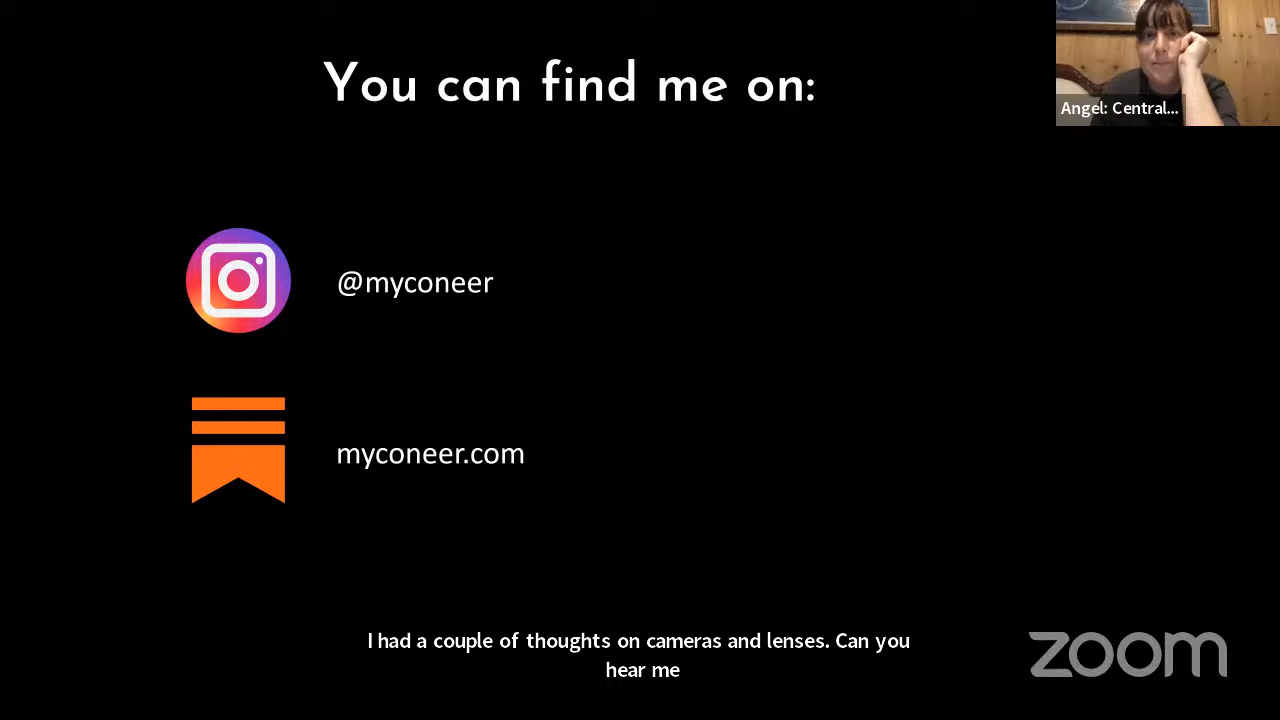 You can find me on:
Angel: Central...
@myconeer
myconeer.com
I had a couple of thoughts on cameras and lenses. Can you
hear me
zoom